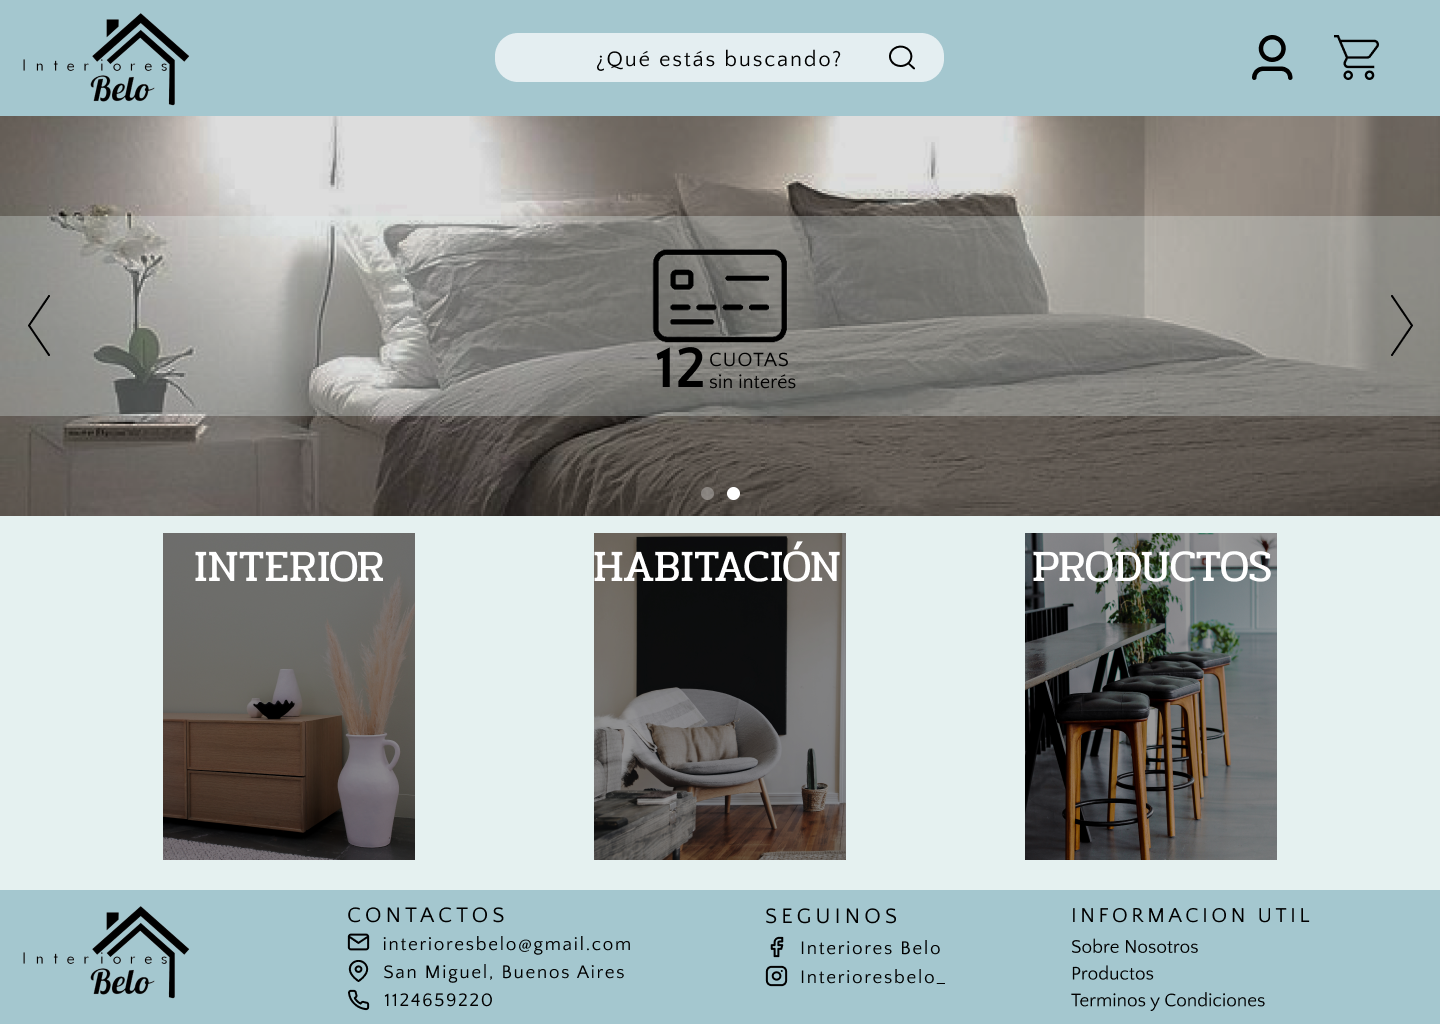 Interiores
Belo
¿Qué estás buscando?
12 CUOTAS
sin interés
INTERIOR
HABITACIÓN
PRODUCTOS
Interiores
Belo
CONTACTOS
interioresbelo@gmail.com
San Miguel, Buenos Aires
1124659220
SEGUINOS
Interiores Belo
Interioresbelo_
INFORMACION UTIL
Sobre Nosotros
Productos
Terminos y Condiciones